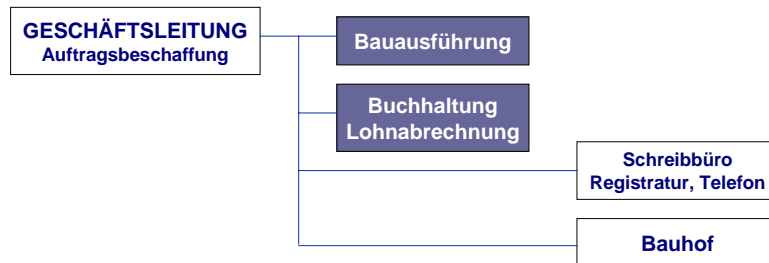 GESCHÄFTSLEITUNG
Auftragsbeschaffung
Bauausführung
Buchhaltung
Lohnabrechnung
Schreibbüro
Registratur, Telefon
Bauhof